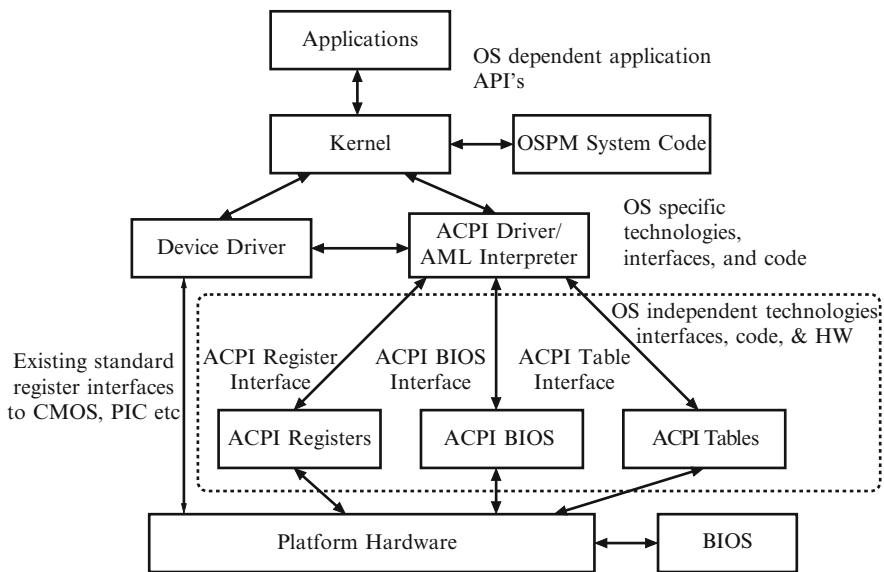 Applications
OS dependent application
API's
Kernel
OSPM System Code
Device Driver
ACPI Driver/
AML Interpreter
OS specific
technologies,
interfaces, and code
OS independent technologies
interfaces, code, & HW
Existing standard
register interfaces
to CMOS, PIC etc
ACPI Register
Interface
ACPI BIOS
Interface
ACPI Table
Interface
ACPI Registers
ACPI BIOS
ACPI Tables
Platform Hardware
BIOS